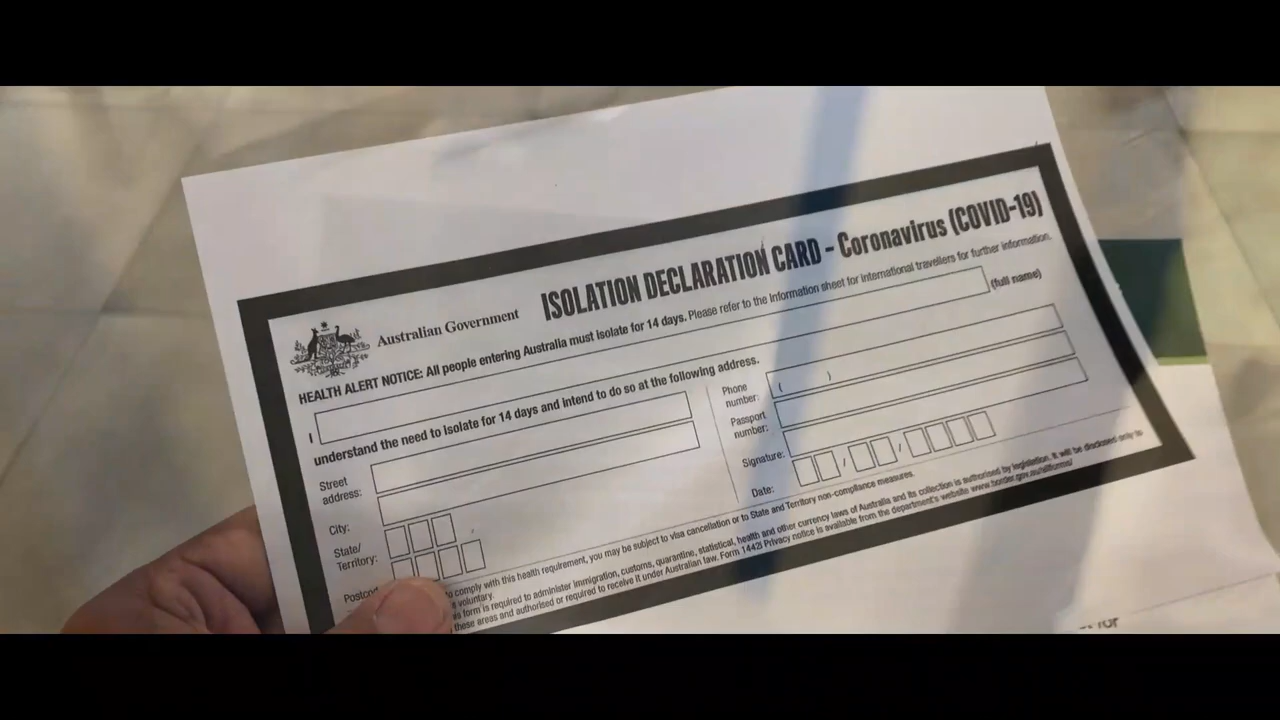 Australian Government
ISOLATION DECLARATION CARD – Coronavirus (COVID-19)
HEALTH ALERT NOTICE: All people entering Australia must isolate for 14 days. Please refer to the Information sheet for international travellers for further information.
I
(full name)
understand the need to isolate for 14 days and intend to do so at the following address.
Street
address:
City:
State/
Territory:
Postcod
Phone
number:
( )
Passport
number:
Signature:
Date:
/ /
to comply with this health requirement, you may be subject to visa cancellation or to State and Territory non-compliance measures.
s voluntary.
es form is required to administer immigration, customs, quarantine, statistical, health and other currency laws of Australia and its collection is authorised by legislation. It will be disclosed only to
these areas and authorised or required to receive it under Australian law. Form 1442i Privacy notice is available from the department's website www.border.gov.au/allforms/